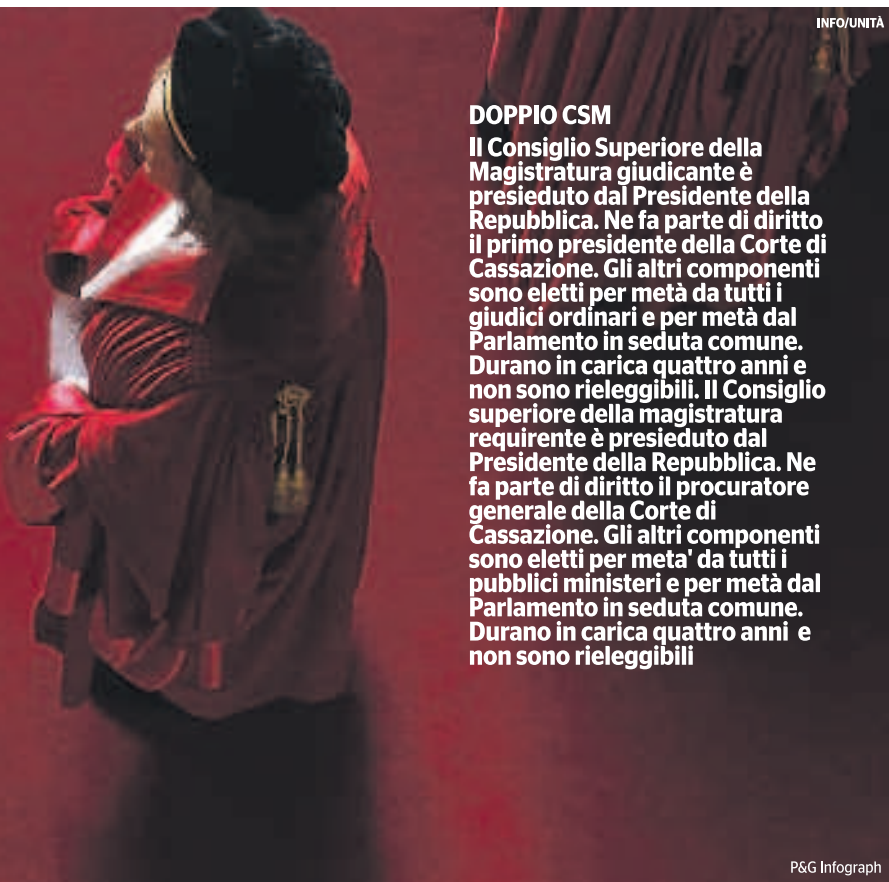 INFO/UNITÀ
DOPPIO CSM
Il Consiglio Superiore della
Magistratura giudicante è
presieduto dal Presidente della
Repubblica. Ne fa parte di diritto
il primo presidente della Corte di
Cassazione. Gli altri componenti
sono eletti per metà da tutti i
giudici ordinari e per metà dal
Parlamento in seduta comune.
Durano in carica quattro anni e
non sono rieleggibili. Il Consiglio
superiore della magistratura
requirente è presieduto dal
Presidente della Repubblica. Ne
fa parte di diritto il procuratore
generale della Corte di
Cassazione. Gli altri componenti
sono eletti per meta' da tutti i
pubblici ministeri e per metà dal
Parlamento in seduta comune.
Durano in carica quattro anni e
non sono rieleggibili
P&G Infograph